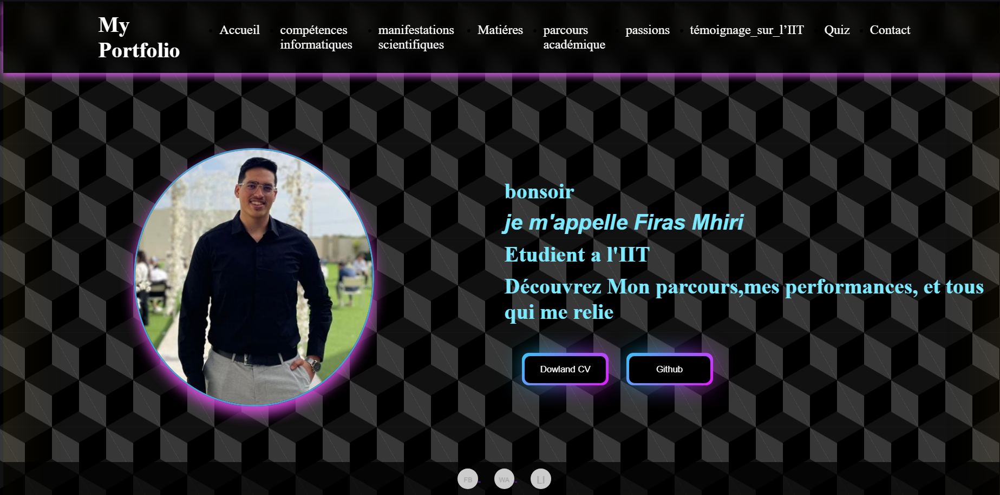 My
Portfolio
Accueil
compétences
informatiques
manifestations
scientifiques
Matiéres
parcours
académique
passions
témoignage_sur_l’IIT
Quiz
Contact
bonsoir
je m'appelle Firas Mhiri
Etudient a l'IIT
Découvrez Mon parcours,mes performances, et tous
qui me relie
Dowland CV
Github
FB
WA
LI